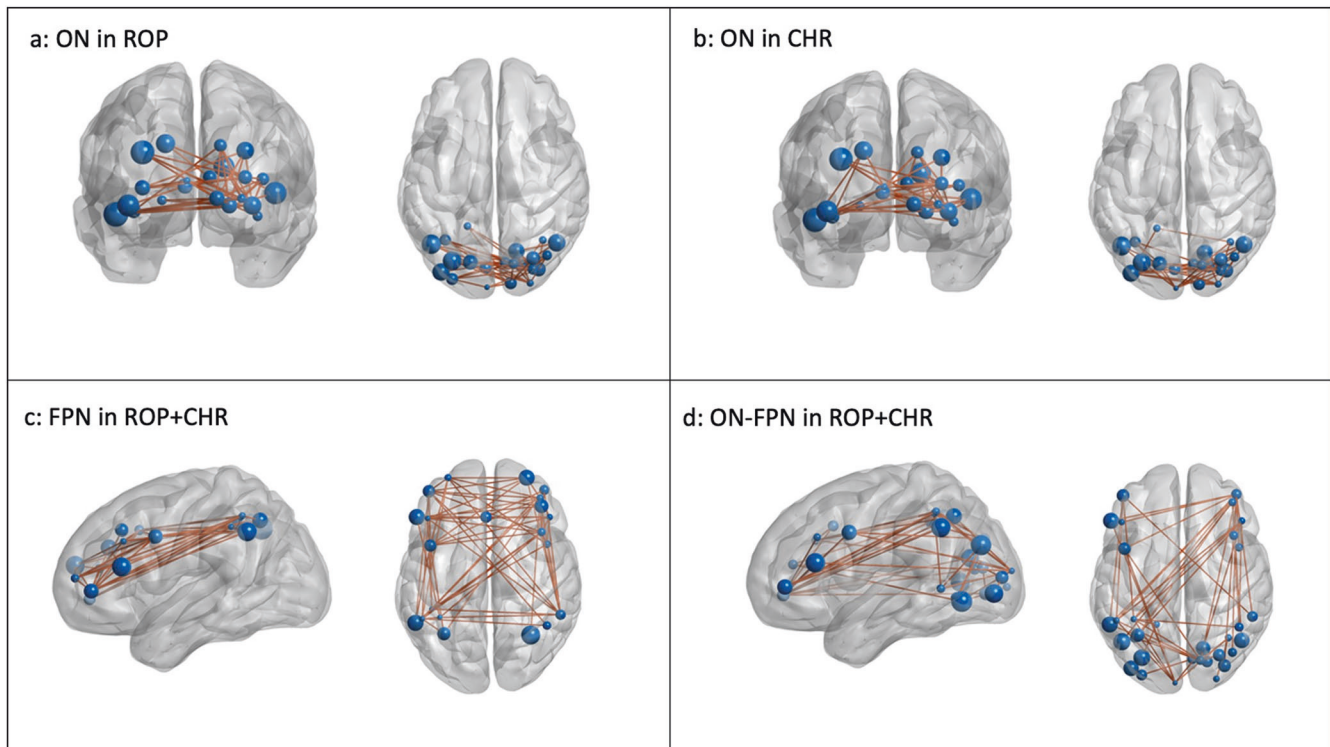 a: ON in ROP
b: ON in CHR
c: FPN in ROP+CHR
d: ON-FPN in ROP+CHR